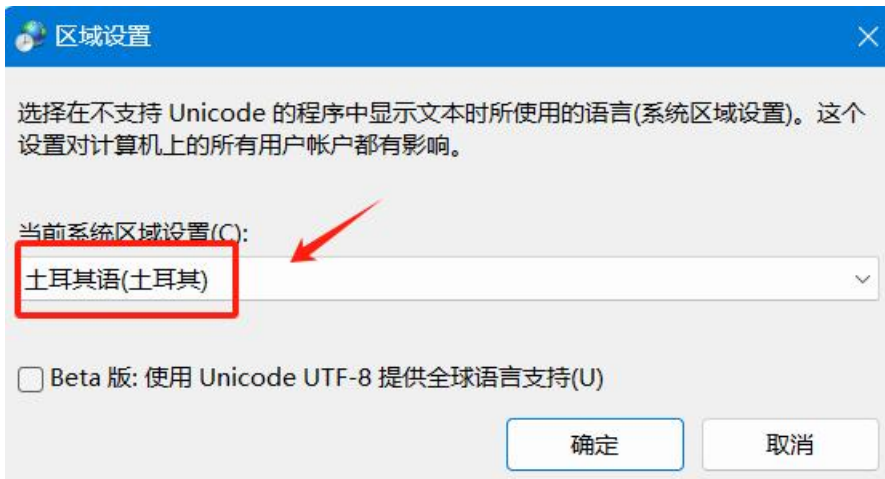 区域设置
选择在不支持 Unicode 的程序中显示文本时所使用的语言(系统区域设置)。这个
设置对计算机上的所有用户帐户都有影响。
当前系统区域设置(C):
土耳其语(土耳其)
Beta 版: 使用 Unicode UTF-8 提供全球语言支持(U)
确定
取消